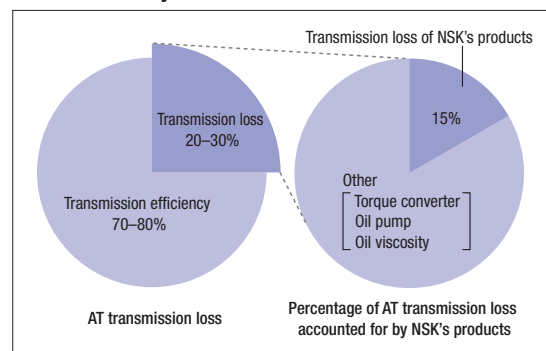 Transmission loss of NSK's products
Transmission loss
20–30%
15%
Transmission efficiency
70–80%
Other
Torque converter
Oil pump
Oil viscosity
AT transmission loss
Percentage of AT transmission loss
accounted for by NSK's products